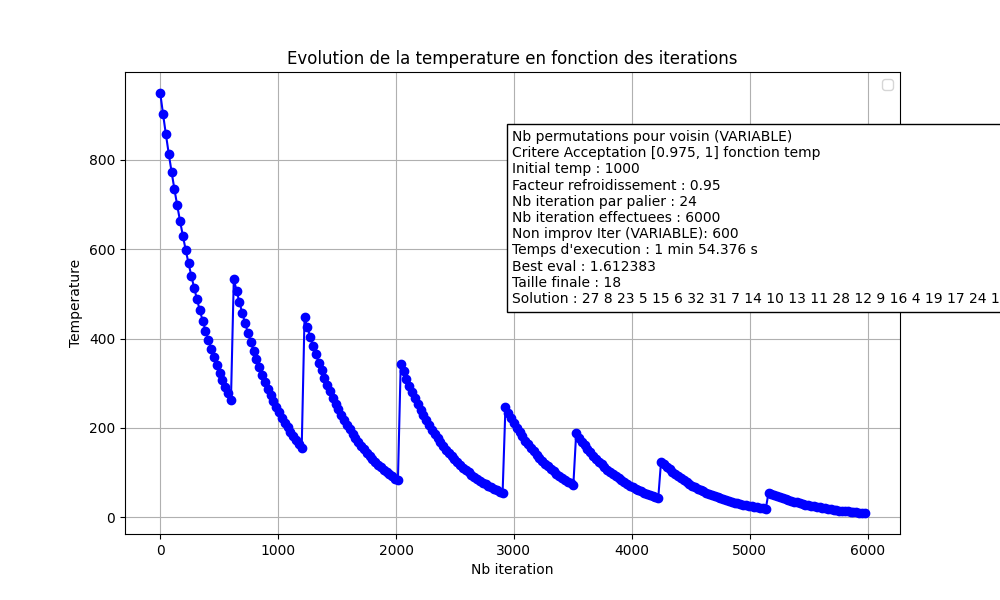 Evolution de la temperature en fonction des iterations
Temperature
800
600
400
200
0
Nb permutations pour voisin (VARIABLE)
Critere Acceptation [0.975, 1] fonction temp
Initial temp : 1000
Facteur refroidissement : 0.95
Nb iteration par palier : 24
Nb iteration effectuees : 6000
Non improv Iter (VARIABLE): 600
Temps d'execution : 1 min 54.376 s
Best eval : 1.612383
Taille finale : 18
Solution : 27 8 23 5 15 6 32 31 7 14 10 13 11 28 12 9 16 4 19 17 24 1
0 1000 2000 3000 4000 5000 6000
Nb iteration